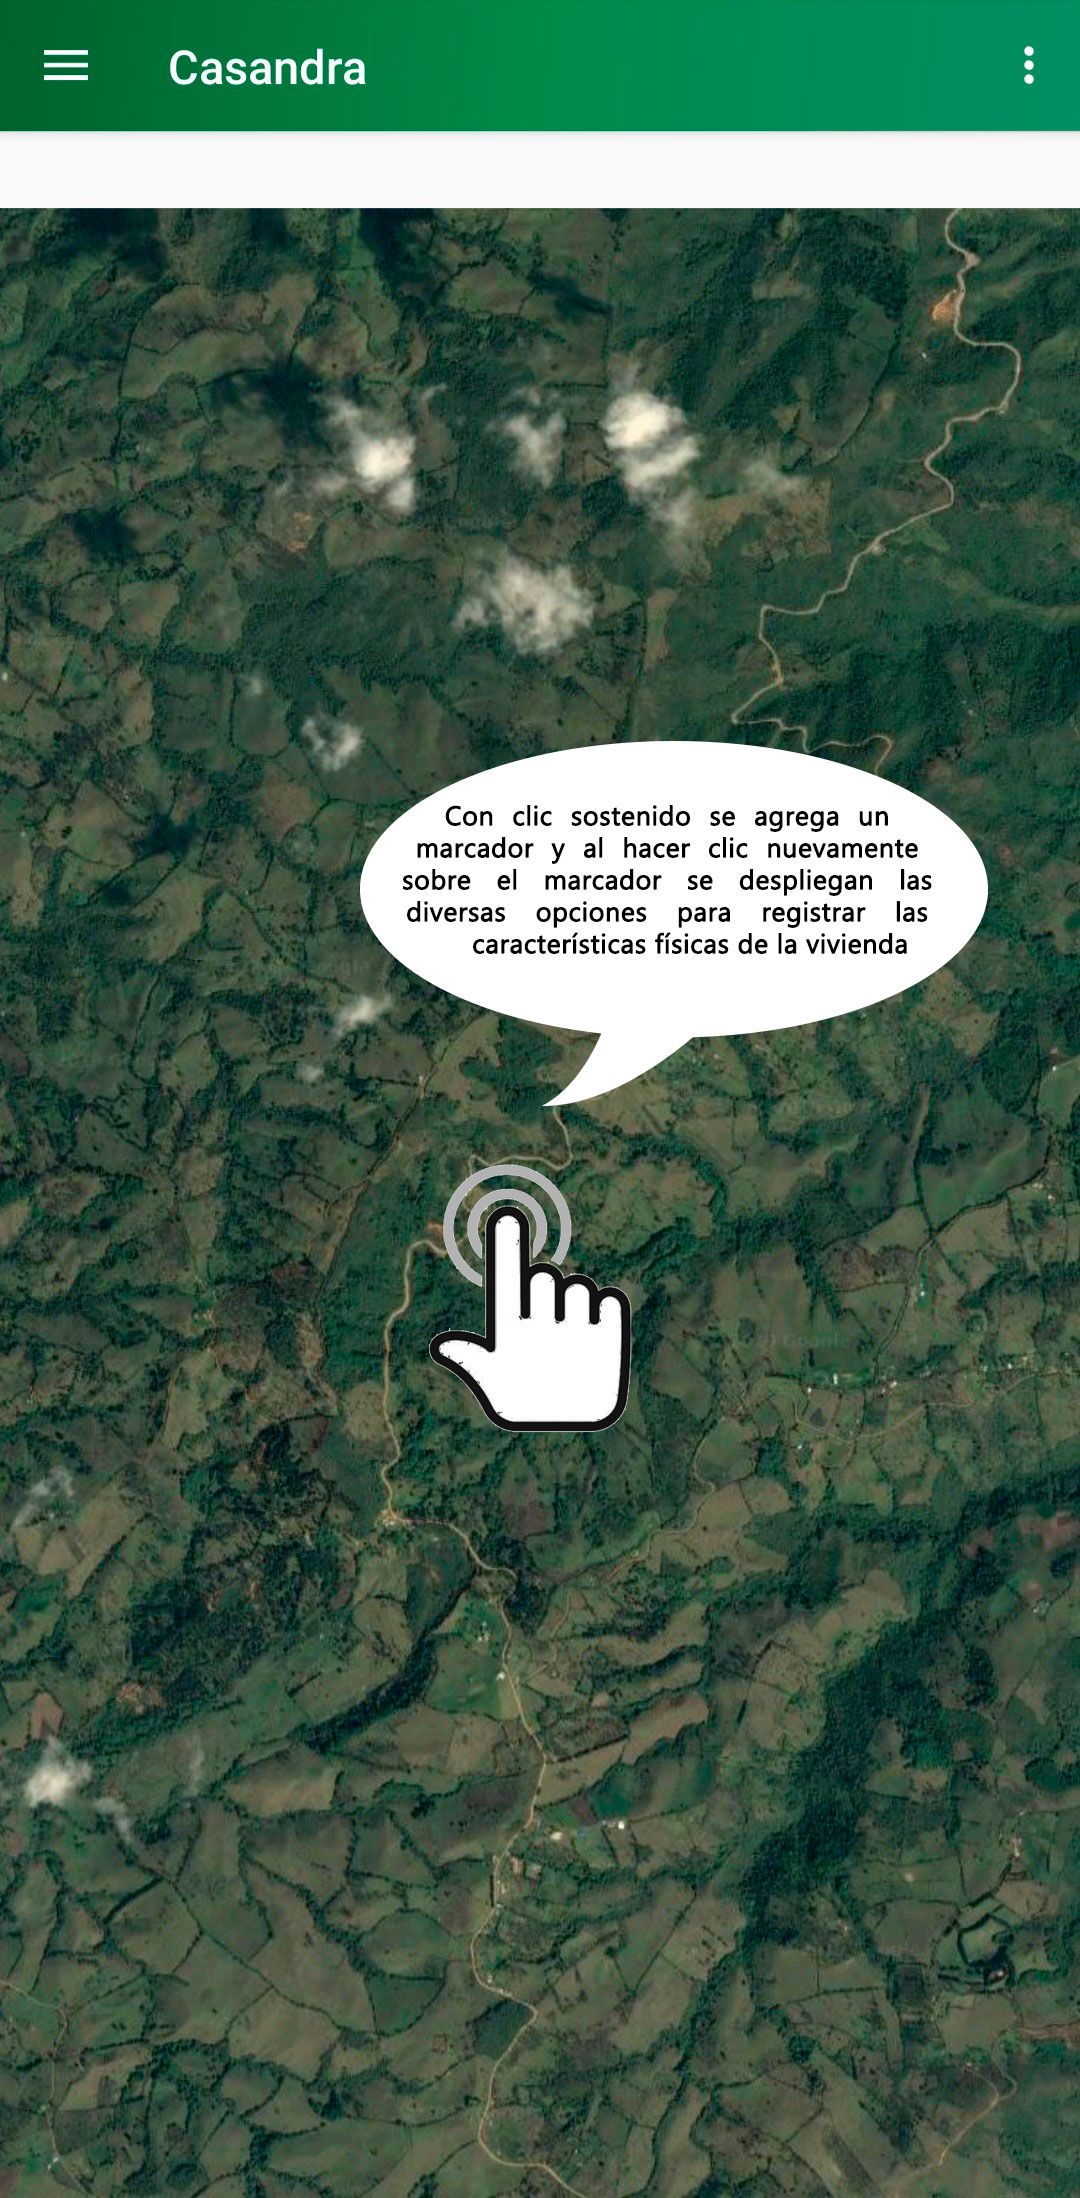 Casandra
Con clic sostenido se agrega un
marcador y al hacer clic nuevamente
sobre el marcador se despliegan las
diversas opciones para registrar las
características físicas de la vivienda